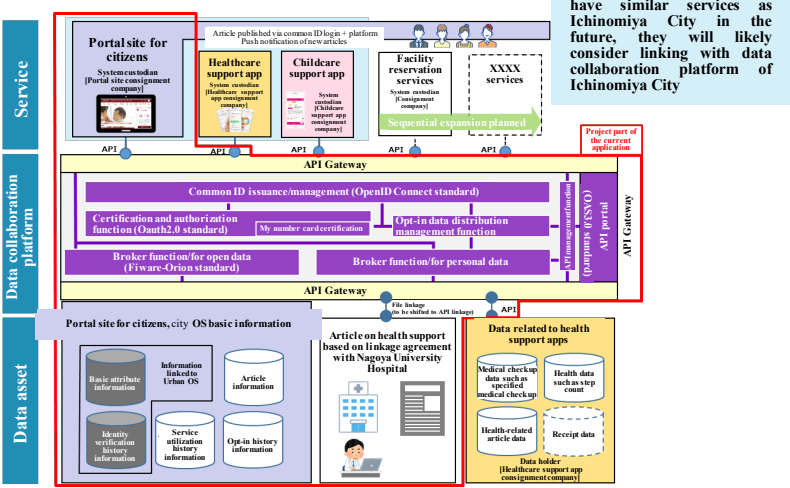 have similar services as
Ichinomiya City in the
future, they will likely
consider linking with data
collaboration platform of
Ichinomiya City
Service
Article published via common ID login + platform
Push notification of new articles
Portal site for
citizens
System custodian
[Portal site consignment
company]
Healthcare
support app
System custodian
[Healthcare support
app consignment
company]
Childcare
support app
System
custodian
[Childcare
support app
consignment
company]
Facility
reservation
services
System custodian
[Consignment
company]
XXXX
services
Sequential expansion planned
Project part of
the current
application
API
API
API
API
API
Data collaboration
platform
API Gateway
Common ID issuance/management (OpenID Connect standard)
Certification and authorization
function (Oauth2.0 standard)
My number card certification
Opt-in data distribution
management function
Broker function/for open data
(Fiware-Orion standard)
Broker function/for personal data
API management function
API portal
(OAS3.0 standard)
API Gateway
API Gateway
File linkage
(to be shifted to API linkage)
API
Data asset
Portal site for citizens, city OS basic information
Basic attribute
information
Information
linked to
Urban OS
Article
information
Identity
verification
history
information
Service
utilization
history
information
Opt-in history
information
Article on health support
based on linkage agreement
with Nagoya University
Hospital
Data related to health
support apps
Medical checkup
data such as
specified
medical checkup
Health data
such as step
count
Health-related
article data
Receipt data
Data holder
[Healthcare support app
consignment company]